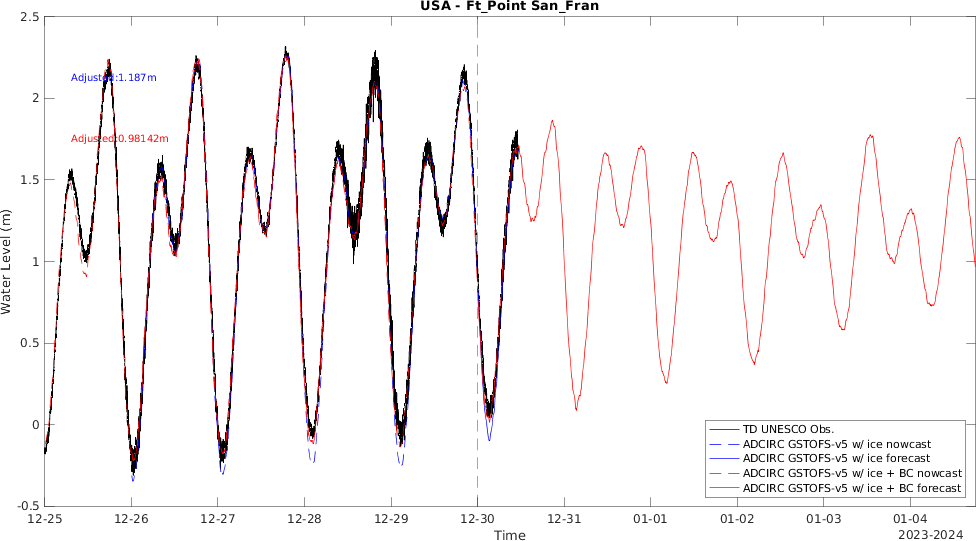 USA - Ft_Point San_Fran
Adjusted:1.187m
Adjusted:0.98142m
Water Level (m)
2.5
2
1.5
1
0.5
0
-0.5
TD UNESCO Obs.
ADCIRC GSTOFS-v5 w/ ice nowcast
ADCIRC GSTOFS-v5 w/ ice forecast
ADCIRC GSTOFS-v5 w/ ice + BC nowcast
ADCIRC GSTOFS-v5 w/ ice + BC forecast
12-25 12-26 12-27 12-28 12-29 12-30 12-31 01-01 01-02 01-03 01-04
Time
2023-2024